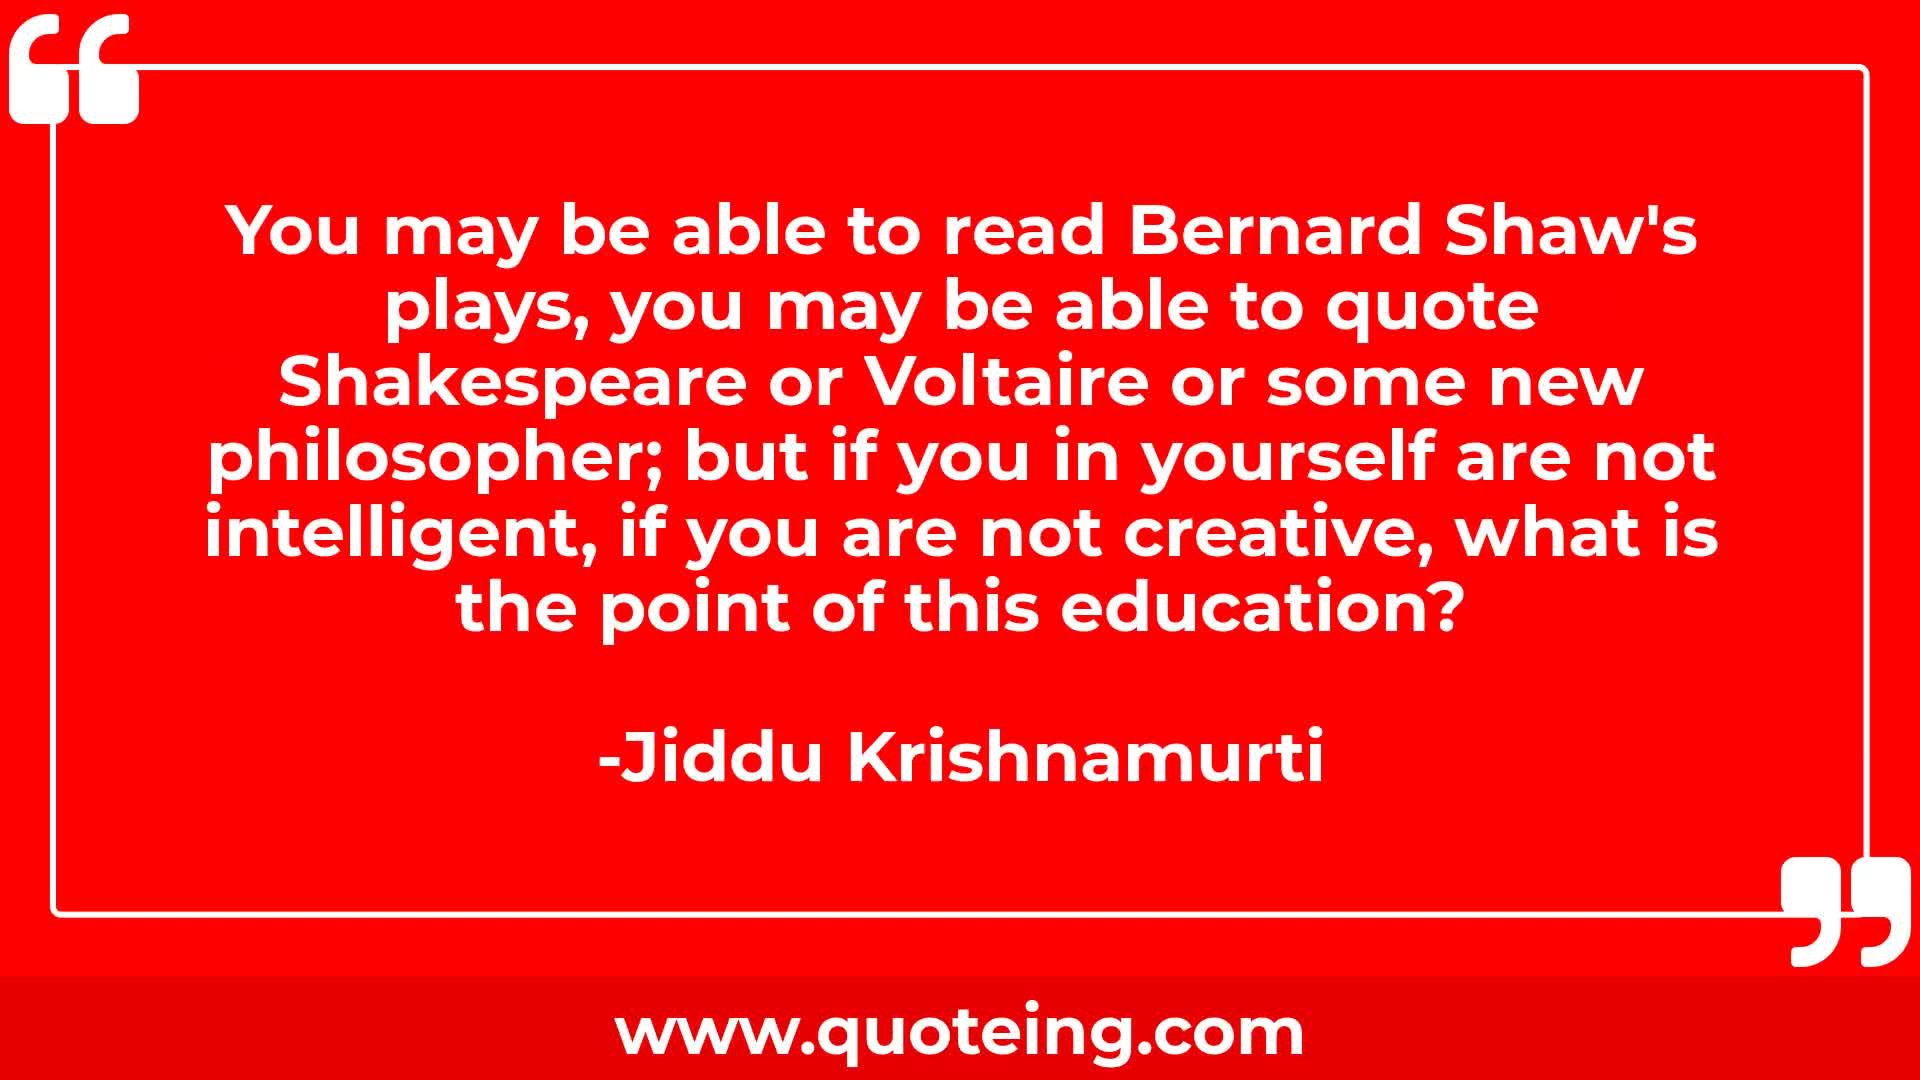 You may be able to read Bernard Shaw's
plays, you may be able to quote
Shakespeare or Voltaire or some new
philosopher; but if you in yourself are not
intelligent, if you are not creative, what is
the point of this education?
-Jiddu Krishnamurti
www.quoteing.com